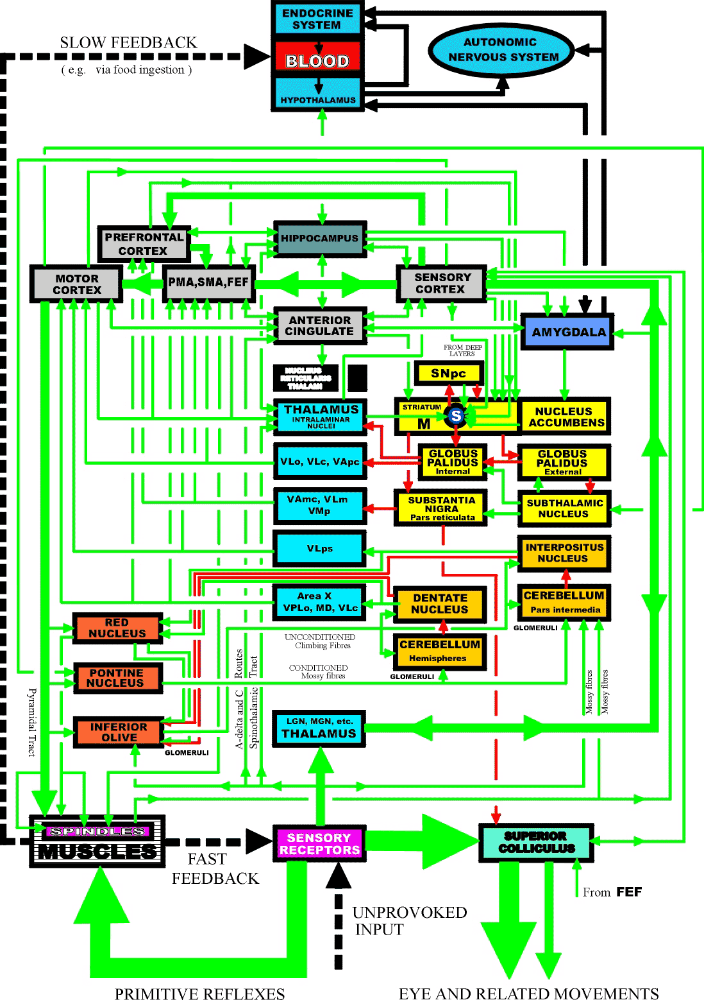 ENDOCRINE
SYSTEM
BLOOD
HYPOTHALAMUS
AUTONOMIC
NERVOUS SYSTEM
SLOW FEEDBACK
( e.g. via food ingestion )
PREFRONTAL
CORTEX
HIPPOCAMPUS
MOTOR
CORTEX
PMA,SMA,FEF
SENSORY
CORTEX
ANTERIOR
CINGULATE
AMYGDALA
FROM DEEP
LAYERS
NUCLEUS
RETICULARIS
THALAMI
SNpc
THALAMUS
INTRALAMINAR
NUCLEI
STRIATUM
M
S
NUCLEUS
ACCUMBENS
VLo, VLc, VApc
GLOBUS
PALIDUS
Internal
GLOBUS
PALIDUS
External
VAmc, VLm
VMp
SUBSTANTIA
NIGRA
Pars reticulata
SUBTHALAMIC
NUCLEUS
VLps
INTERPOSITUS
NUCLEUS
Area X
VPLo, MD, VLc
DENTATE
NUCLEUS
CEREBELLUM
Pars intermedia
GLOMERULI
RED
NUCLEUS
UNCONDITIONED
Climbing Fibres
CEREBELLUM
Hemispheres
GLOMERULI
PONTINE
NUCLEUS
CONDITIONED
Mossy fibres
Pyramidal Tract
A-delta and C Routes
Spinothalamic Tract
Mossy fibres
Mossy fibres
INFERIOR
OLIVE
GLOMERULI
LGN, MGN, etc.
THALAMUS
SPINDLES
MUSCLES
FAST
FEEDBACK
SENSORY
RECEPTORS
SUPERIOR
COLLICULUS
From FEF
UNPROVOKED
INPUT
PRIMITIVE REFLEXES
EYE AND RELATED MOVEMENTS